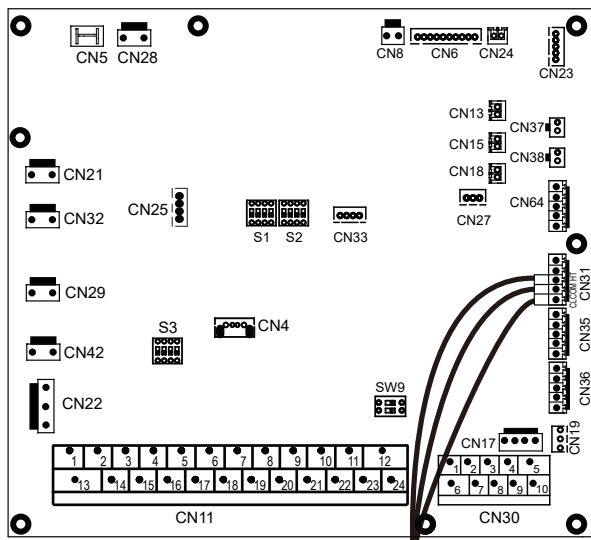 CN5
CN28
CN8
CN6
CN24
CN23
CN13
CN37
CN15
CN38
CN18
CN21
CN25
CN32
S1
S2
CN33
CN27
CN64
CN31
CLCOM HT
CN29
CN4
S3
CN35
CN42
CN36
CN22
SW9
CN17
CN19
1 2 3 4 5 6 7 8 9 10 11 12
13 14 15 16 17 18 19 20 21 22 23 24
CN11
1 2 3 4 5
6 7 8 9 10
CN30